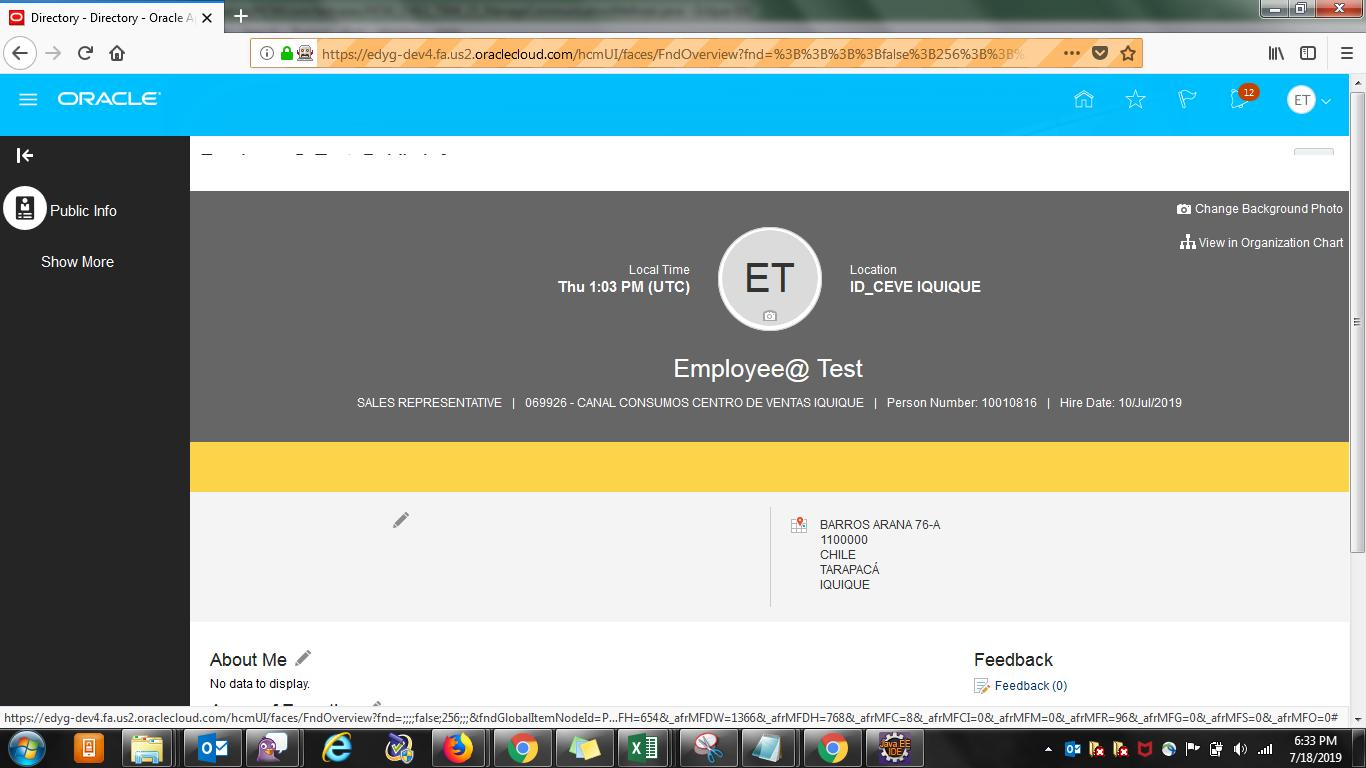 Directory - Directory - Oracle A
https://edyg-dev4.fa.us2.oraclecloud.com/hcmUI/faces/FndOverview?fnd=%3B%3B%3B%3Bfalse%3B256%3B%3B%
ORACLE
12
ET
Public Info
Show More
Change Background Photo
View in Organization Chart
Local Time
Thu 1:03 PM (UTC)
ET
Location
ID_CEVE IQUIQUE
Employee@ Test
SALES REPRESENTATIVE | 069926 - CANAL CONSUMOS CENTRO DE VENTAS IQUIQUE | Person Number: 10010816 | Hire Date: 10/Jul/2019
BARROS ARANA 76-A
1100000
CHILE
TARAPACÁ
IQUIQUE
About Me
No data to display.
Feedback
Feedback (0)
https://edyg-dev4.fa.us2.oraclecloud.com/hcmUI/faces/FndOverview?fnd=;;;;false;256;;;&fndGlobalItemNodeId=P...FH=654&_afrMFDW=1366&_afrMFDH=768&_afrMFC=8&_afrMFCI=0&_afrMFM=0&_afrMFR=96&_afrMFG=0&_afrMFS=0&_afrMFO=0#
Java EE
IDE
6:33 PM
7/18/2019